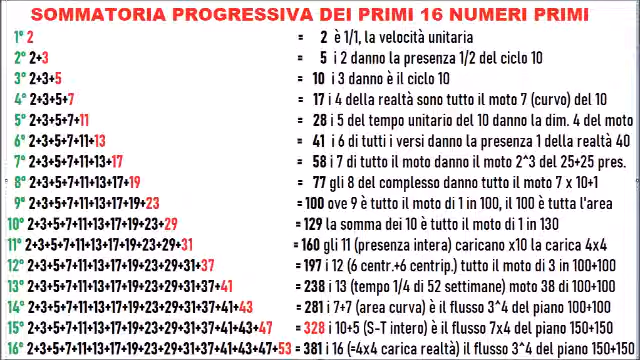 SOMMATORIA PROGRESSIVA DEI PRIMI 16 NUMERI PRIMI
1° 2 = 2 è 1/1, la velocità unitaria
2° 2+3 = 5 i 2 danno la presenza 1/2 del ciclo 10
3° 2+3+5 = 10 i 3 danno è il ciclo 10
4° 2+3+5+7 = 17 i 4 della realtà sono tutto il moto 7 (curvo) del 10
5° 2+3+5+7+11 = 28 i 5 del tempo unitario del 10 danno la dim. 4 del moto
6° 2+3+5+7+11+13 = 41 i 6 di tutti i versi danno la presenza 1 della realtà 40
7° 2+3+5+7+11+13+17 = 58 i 7 di tutto il moto danno il moto 2^3 del 25+25 pres.
8° 2+3+5+7+11+13+17+19 = 77 gli 8 del complesso danno tutto il moto 7 x 10+1
9° 2+3+5+7+11+13+17+19+23 = 100 ove 9 è tutto il moto di 1 in 100, il 100 è tutta l'area
10° 2+3+5+7+11+13+17+19+23+29 = 129 la somma dei 10 è tutto il moto di 1 in 130
11° 2+3+5+7+11+13+17+19+23+29+31 = 160 gli 11 (presenza intera) caricano x10 la carica 4x4
12° 2+3+5+7+11+13+17+19+23+29+31+37 = 197 i 12 (6 centr.+6 centrip.) tutto il moto di 3 in 100+100
13° 2+3+5+7+11+13+17+19+23+29+31+37+41 = 238 i 13 (tempo 1/4 di 52 settimane) moto 38 di 100+100
14° 2+3+5+7+11+13+17+19+23+29+31+37+41+43 = 281 i 7+7 (area curva) è il flusso 3^4 del piano 100+100
15° 2+3+5+7+11+13+17+19+23+29+31+37+41+43+47 = 328 i 10+5 (S-T intero) è il flusso 7x4 del piano 150+150
16° 2+3+5+7+11+13+17+19+23+29+31+37+41+43+47+53 = 381 i 16 (=4x4 carica realtà) il flusso 3^4 del piano 150+150